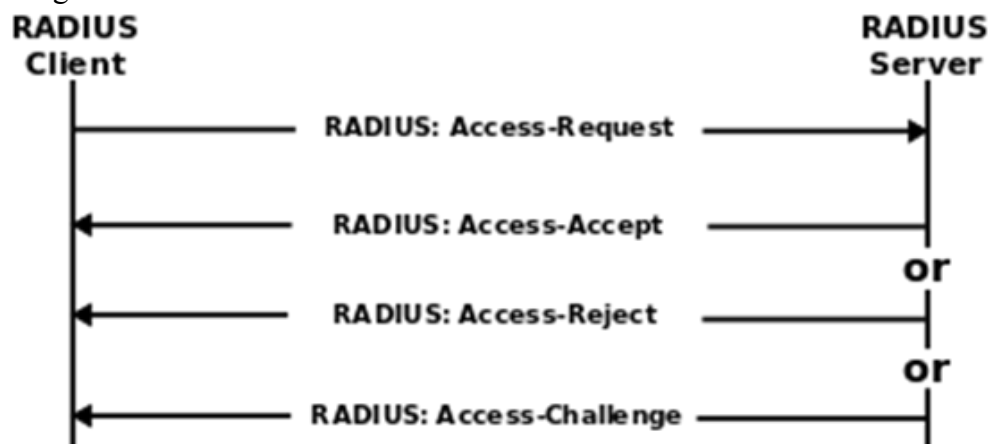 RADIUS
Client
RADIUS
Server
RADIUS: Access-Request
RADIUS: Access-Accept
or
RADIUS: Access-Reject
or
RADIUS: Access-Challenge